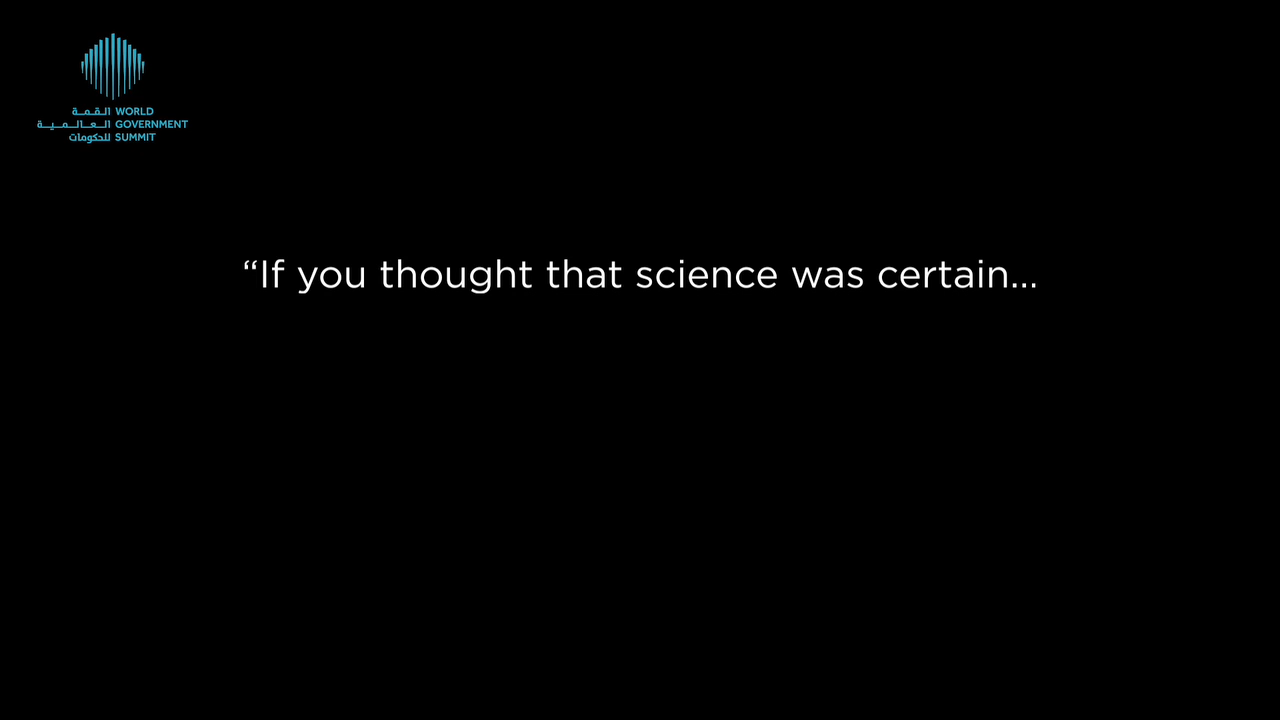 القمة WORLD
العالمية GOVERNMENT
للحكومات SUMMIT
“If you thought that science was certain...